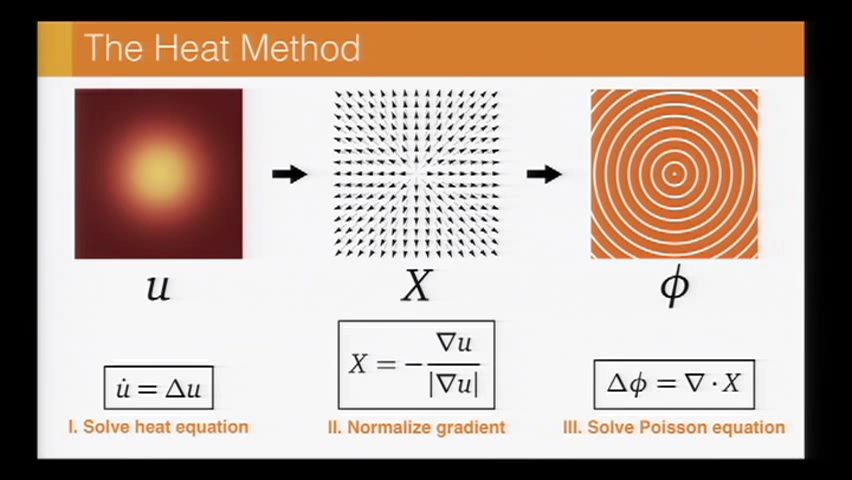 The Heat Method
u
X
ϕ
u̇ = Δu
X = −∇u/|∇u|
Δϕ = ∇ · X
I. Solve heat equation
II. Normalize gradient
III. Solve Poisson equation